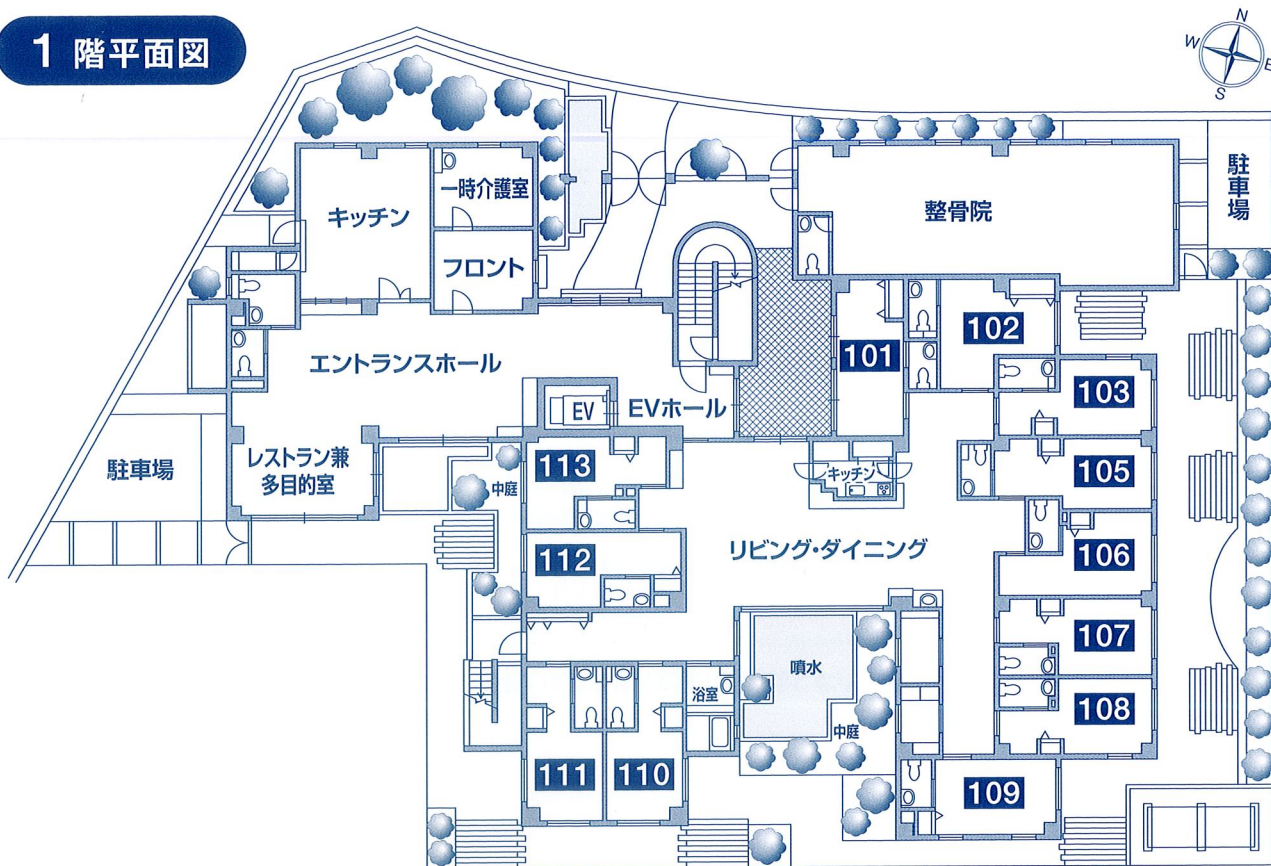 1 階平面図
N
W
E
S
キッチン
一時介護室
フロント
整骨院
駐車場
エントランスホール
EV
EVホール
101
102
103
レストラン兼
多目的室
駐車場
中庭
113
キッチン
105
112
リビング・ダイニング
106
107
噴水
浴室
中庭
108
111
110
109